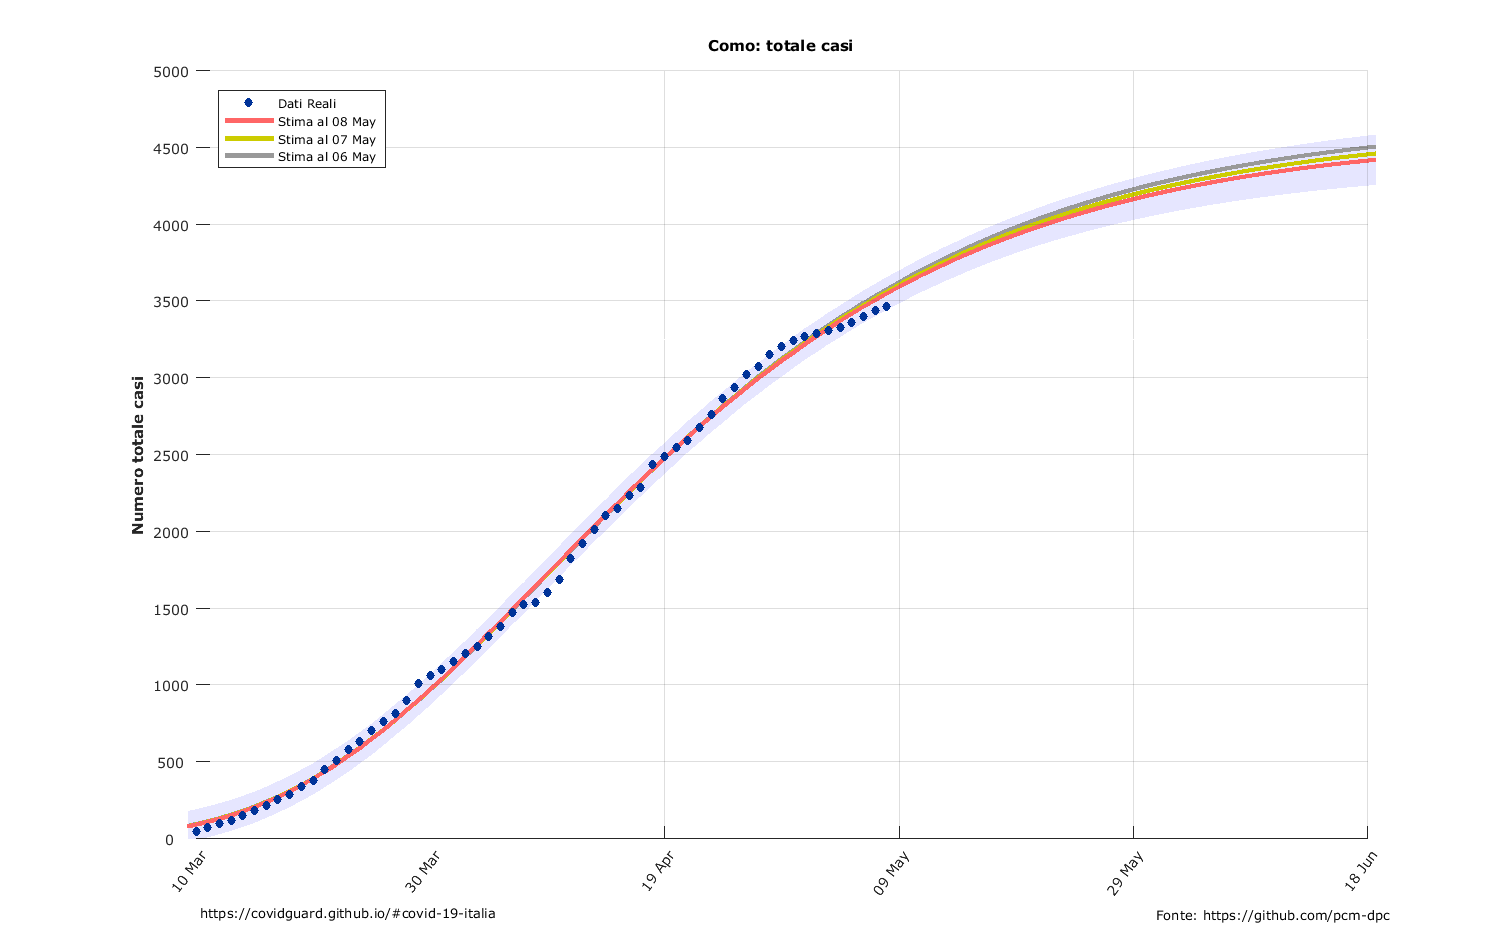 Como: totale casi
5000
4500
4000
3500
3000
2500
2000
1500
1000
500
0
Numero totale casi
Dati Reali
Stima al 08 May
Stima al 07 May
Stima al 06 May
10 Mar
30 Mar
19 Apr
09 May
29 May
18 Jun
https://covidguard.github.io/#covid-19-italia
Fonte: https://github.com/pcm-dpc